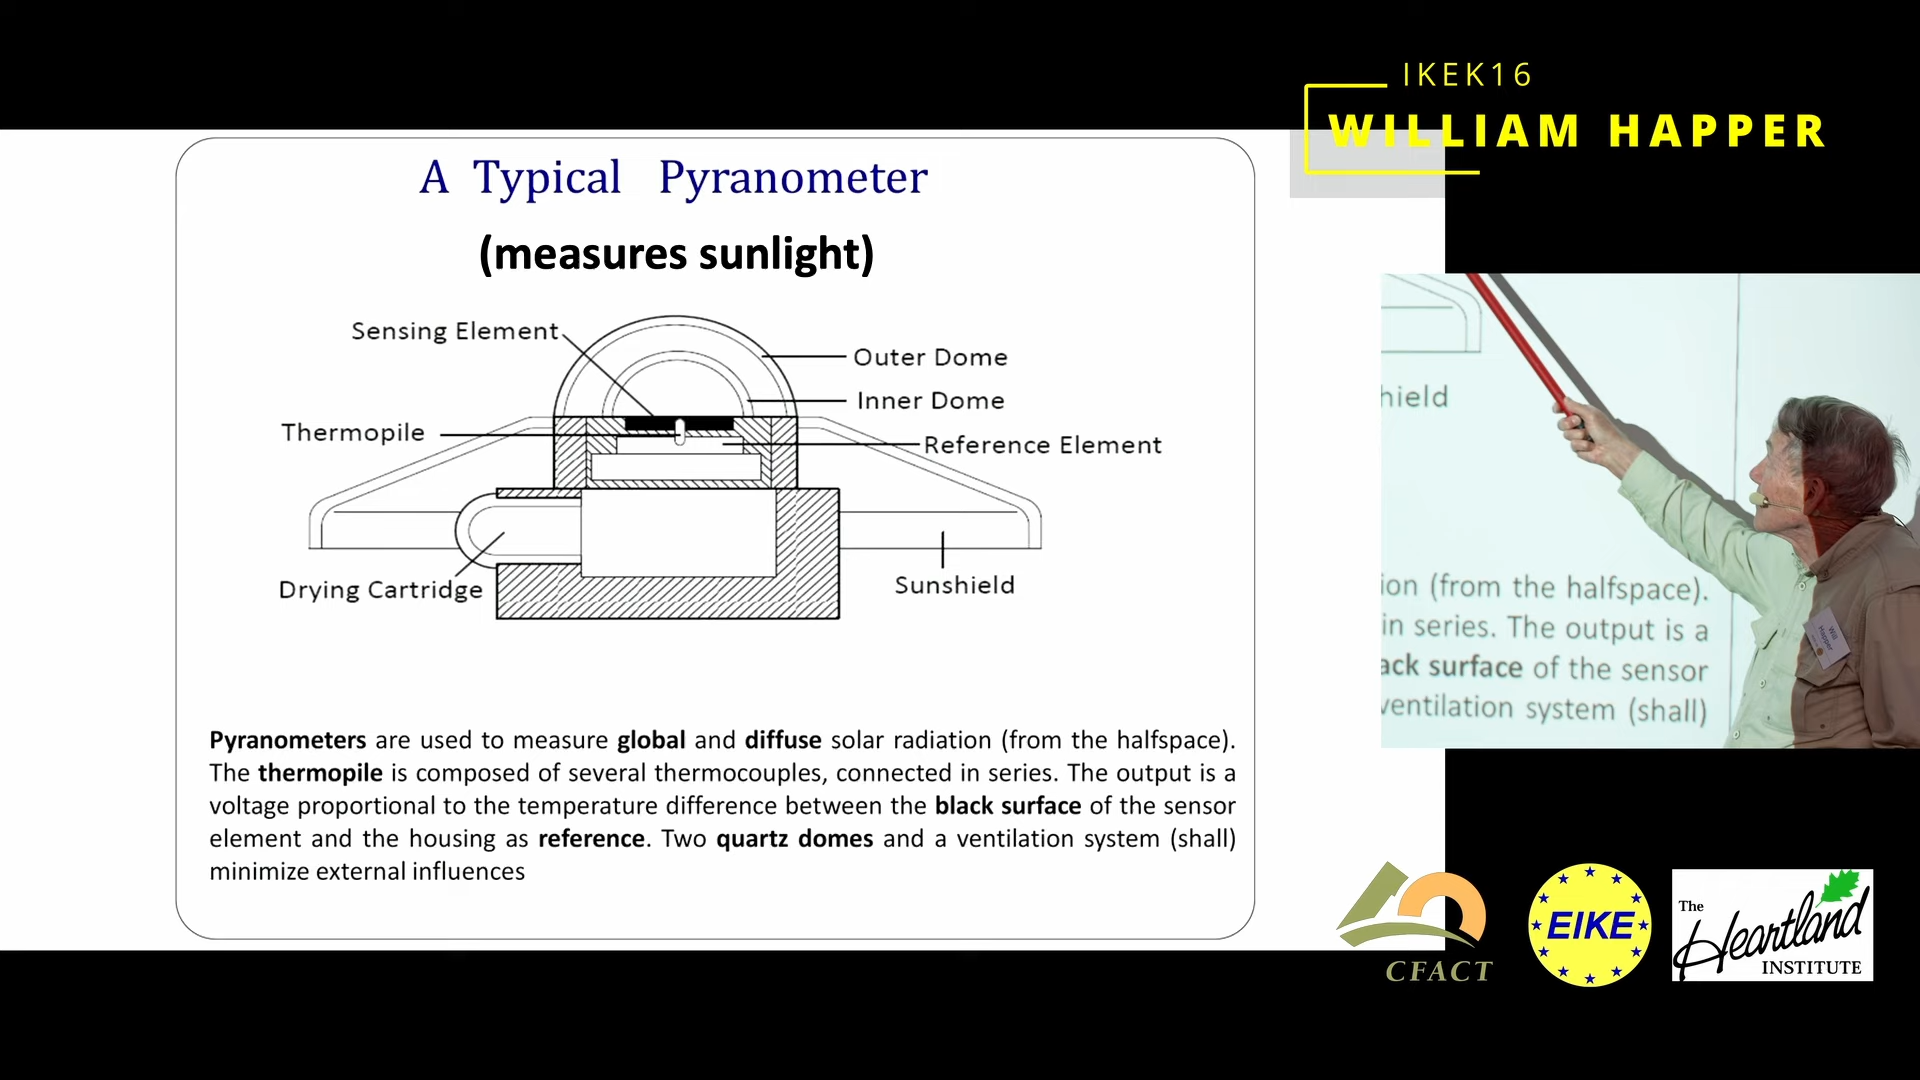 IKEK16
WILLIAM HAPPER
A Typical Pyranometer
(measures sunlight)
Sensing Element
Outer Dome
Inner Dome
Thermopile
Reference Element
Drying Cartridge
Sunshield
Pyranometers are used to measure global and diffuse solar radiation (from the halfspace).
The thermopile is composed of several thermocouples, connected in series. The output is a
voltage proportional to the temperature difference between the black surface of the sensor
element and the housing as reference. Two quartz domes and a ventilation system (shall)
minimize external influences
hield
ion (from the halfspace).
in series. The output is a
ack surface of the sensor
ventilation system (shall)
Will
Happer
CFACT
EIKE
The
Heartland
INSTITUTE